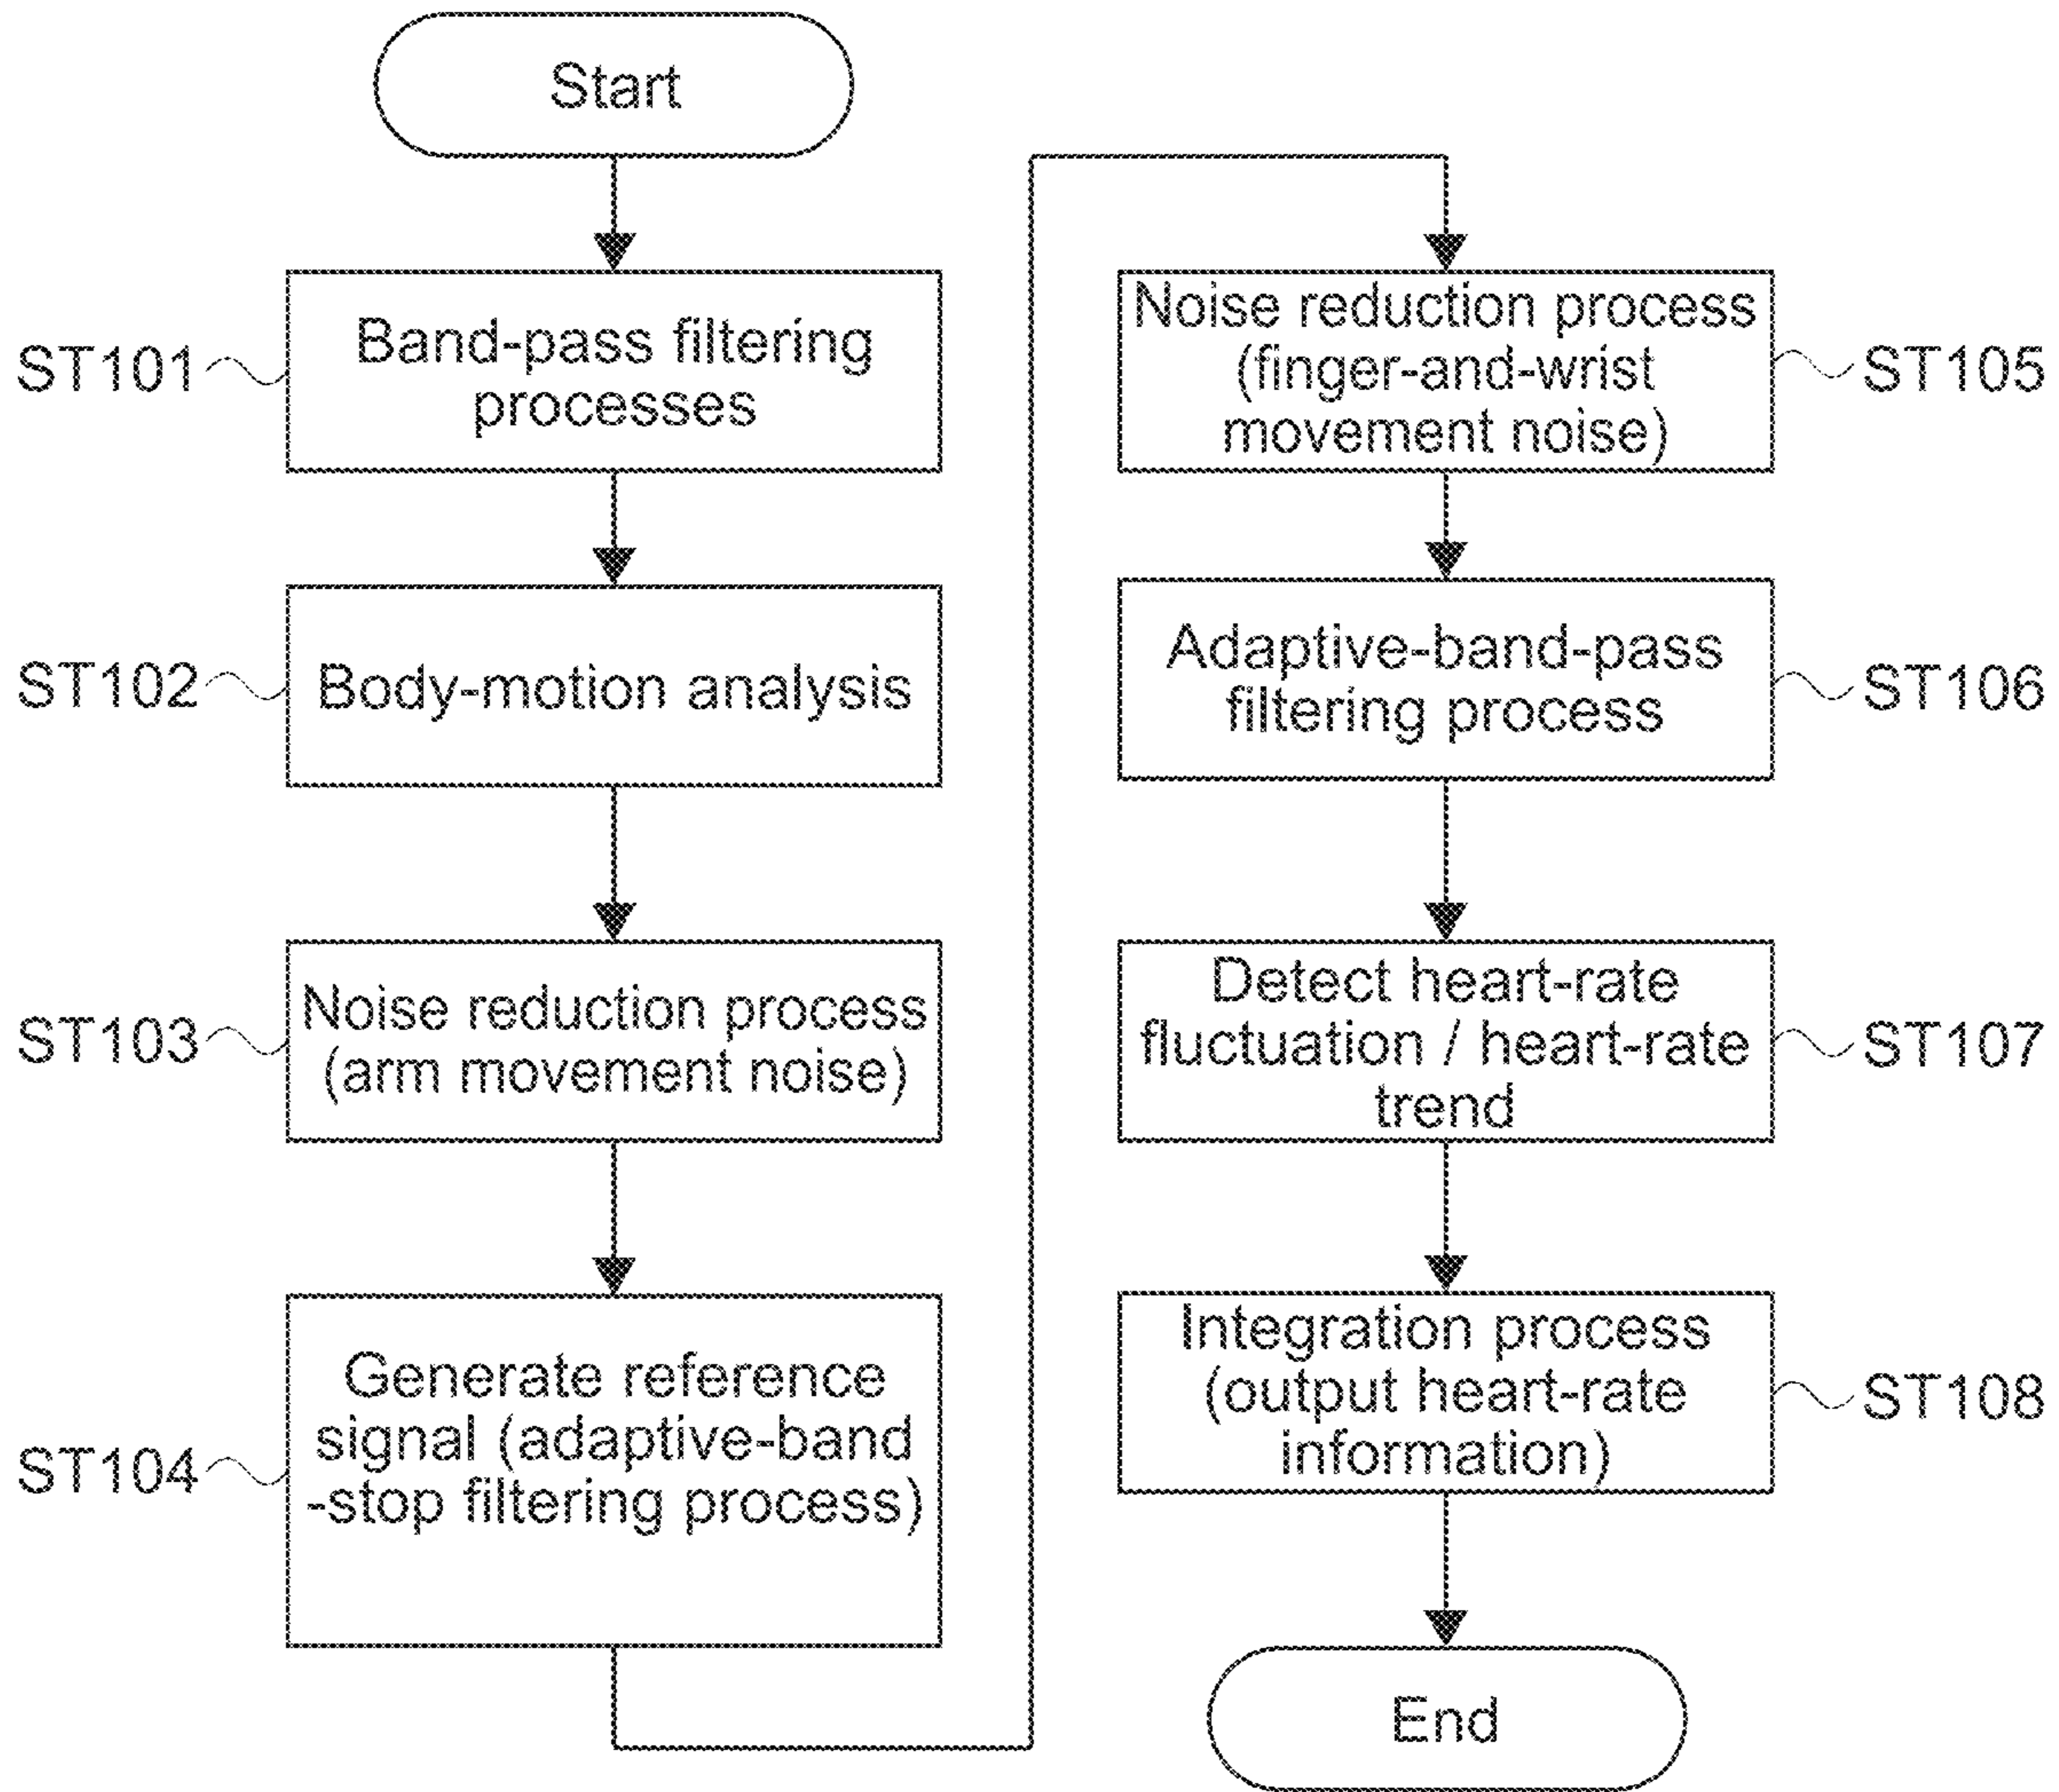 Start
ST101
Band-pass filtering
processes
ST102
Body-motion analysis
ST103
Noise reduction process
(arm movement noise)
ST104
Generate reference
signal (adaptive-band
-stop filtering process)
Noise reduction process
(finger-and-wrist
movement noise)
ST105
Adaptive-band-pass
filtering process
ST106
Detect heart-rate
fluctuation / heart-rate
trend
ST107
Integration process
(output heart-rate
information)
ST108
End